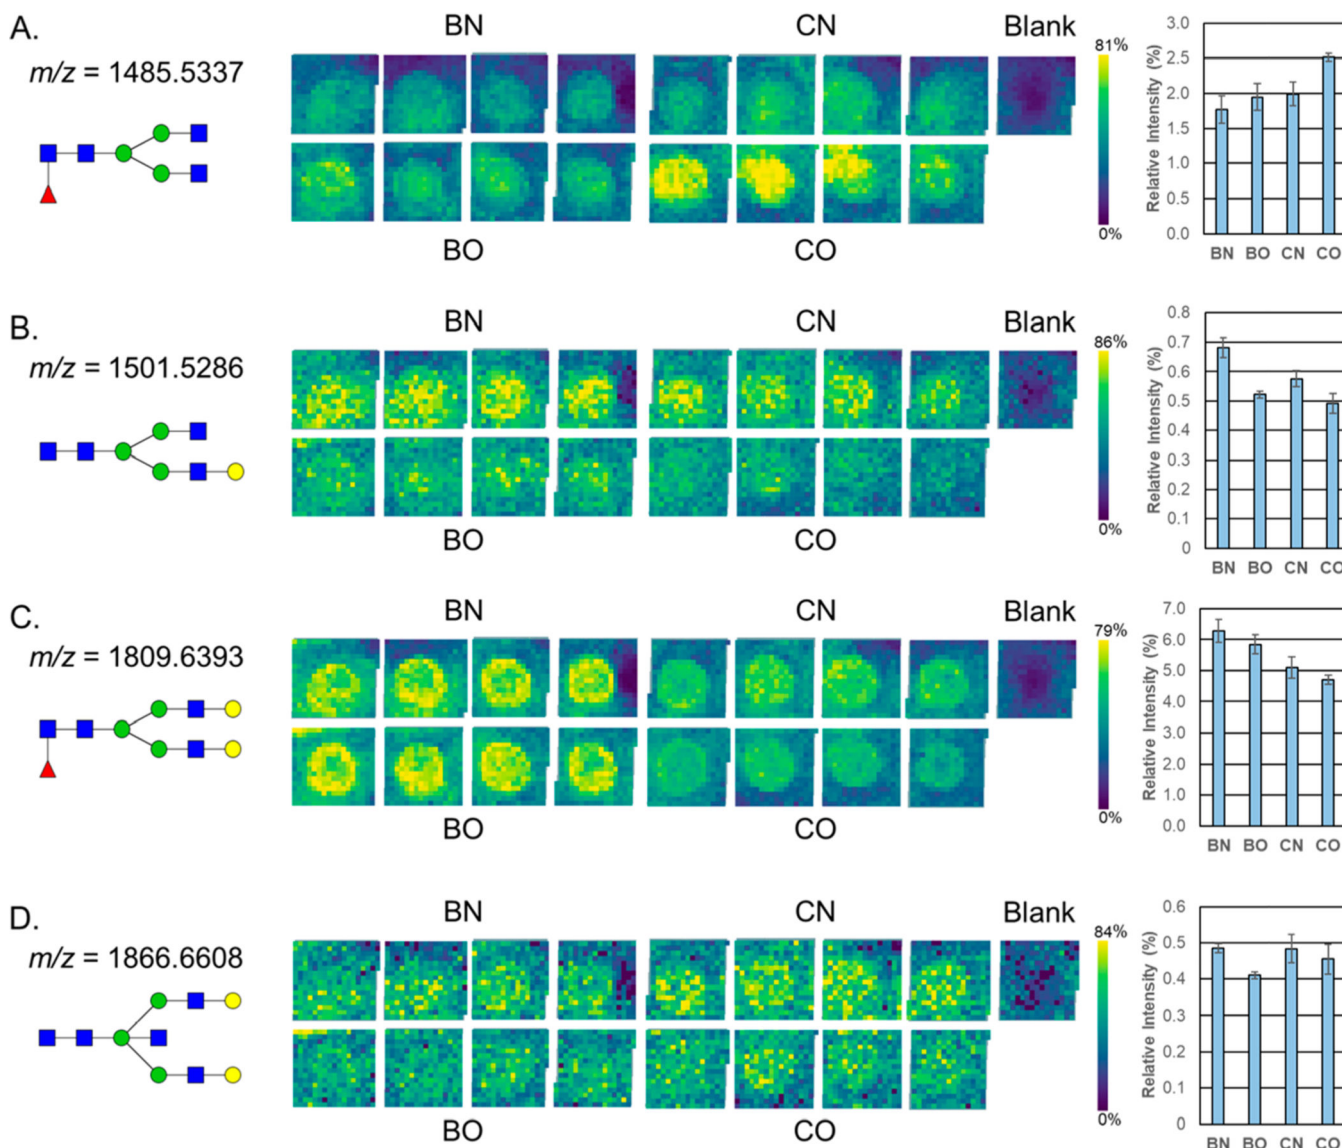 A.
m/z = 1485.5337
BN
CN
Blank
BO
CO
81%
0%
Relative Intensity (%)
3.0
2.5
2.0
1.5
1.0
0.5
0.0
BN BO CN CO
B.
m/z = 1501.5286
BN
CN
Blank
BO
CO
86%
0%
Relative Intensity (%)
0.8
0.7
0.6
0.5
0.4
0.3
0.2
0.1
0
BN BO CN CO
C.
m/z = 1809.6393
BN
CN
Blank
BO
CO
79%
0%
Relative Intensity (%)
7.0
6.0
5.0
4.0
3.0
2.0
1.0
0.0
BN BO CN CO
D.
m/z = 1866.6608
BN
CN
Blank
BO
CO
84%
0%
Relative Intensity (%)
0.6
0.5
0.4
0.3
0.2
0.1
0
BN BO CN CO